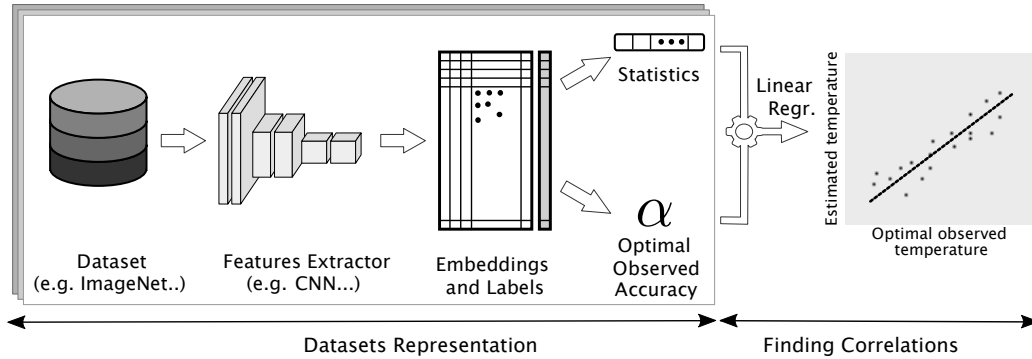 Dataset
(e.g. ImageNet..)
Features Extractor
(e.g. CNN...)
Embeddings
and Labels
Statistics
α
Optimal
Observed
Accuracy
Linear
Regr.
Estimated temperature
Optimal observed
temperature
Datasets Representation
Finding Correlations